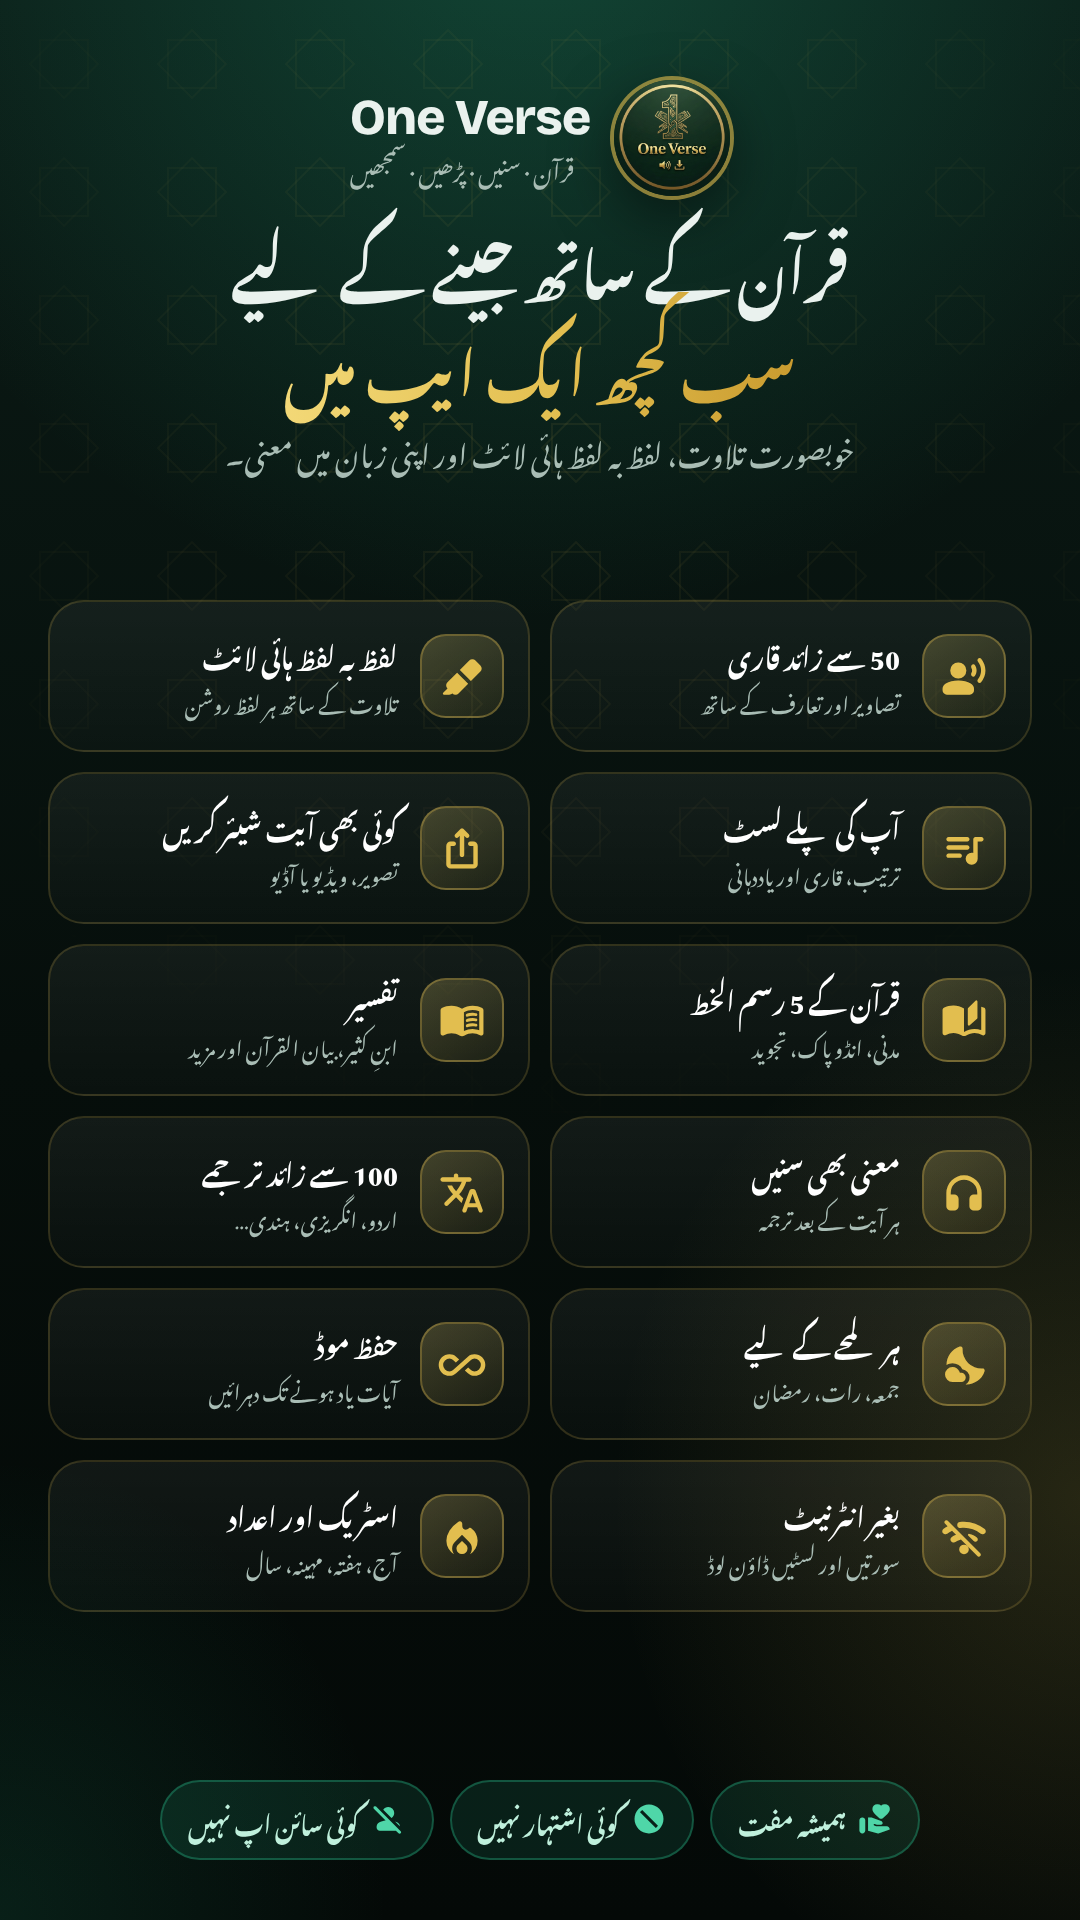 One Verse
قرآن · سنیں · پڑھیں · سمجھیں
One Verse
قرآن کے ساتھ جینے کے لیے
سب کچھ ایک ایپ میں
خوبصورت تلاوت، لفظ بہ لفظ ہائی لائٹ اور اپنی زبان میں معنی۔
50 سے زائد قاری
تصاویر اور تعارف کے ساتھ
لفظ بہ لفظ ہائی لائٹ
تلاوت کے ساتھ ہر لفظ روشن
آپ کی پلے لسٹ
ترتیب، قاری اور یاددہانی
کوئی بھی آیت شیئر کریں
تصویر، ویڈیو یا آڈیو
قرآن کے 5 رسم الخط
مدنی، انڈو پاک، تجوید
تفسیر
ابنِ کثیر، بیان القرآن اور مزید
معنی بھی سنیں
ہر آیت کے بعد ترجمہ
100 سے زائد ترجمے
اردو، انگریزی، ہندی…
ہر لمحے کے لیے
جمعہ، رات، رمضان
حفظ موڈ
آیات یاد ہونے تک دہرائیں
بغیر انٹرنیٹ
سورتیں اور لسٹیں ڈاؤن لوڈ
اسٹریک اور اعداد
آج، ہفتہ، مہینہ، سال
ہمیشہ مفت
کوئی اشتہار نہیں
کوئی سائن اپ نہیں